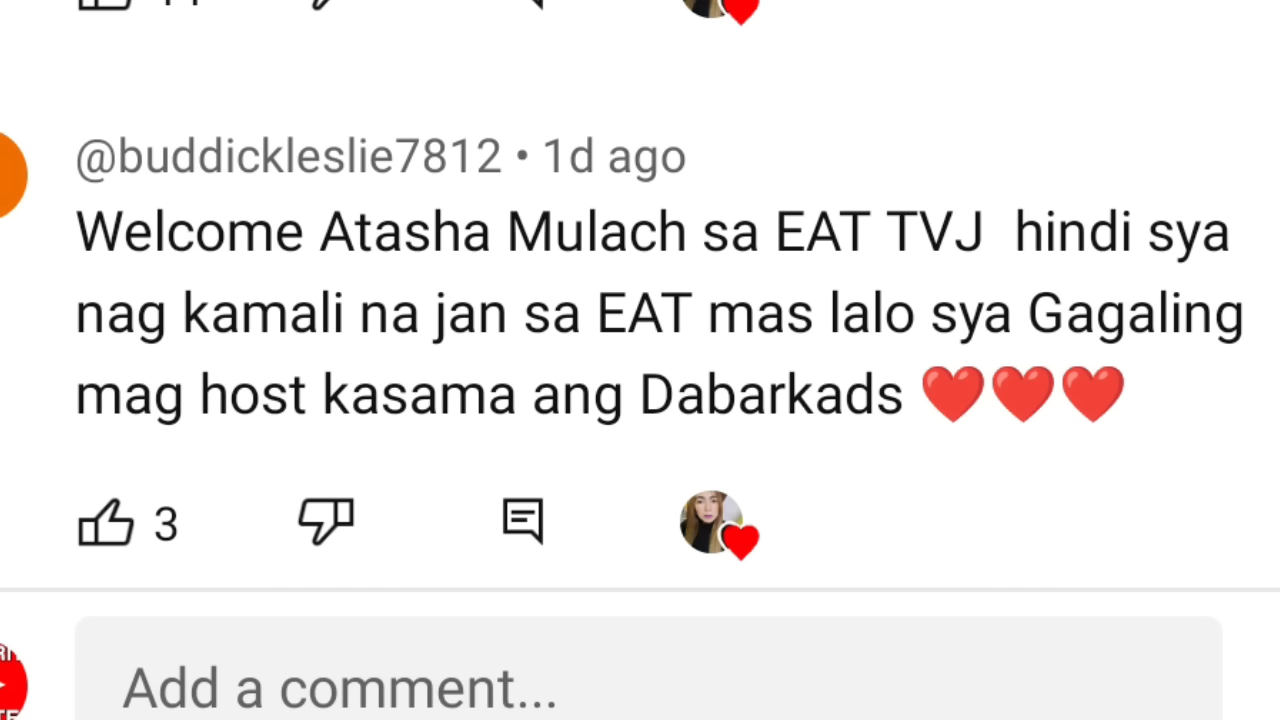 @buddickleslie7812 • 1d ago
Welcome Atasha Mulach sa EAT TVJ  hindi sya
nag kamali na jan sa EAT mas lalo sya Gagaling
mag host kasama ang Dabarkads ❤️❤️❤️
3
Add a comment...